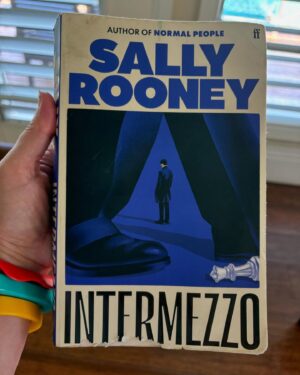 AUTHOR OF NORMAL PEOPLE
ff
SALLY
ROONEY
INTERMEZZO